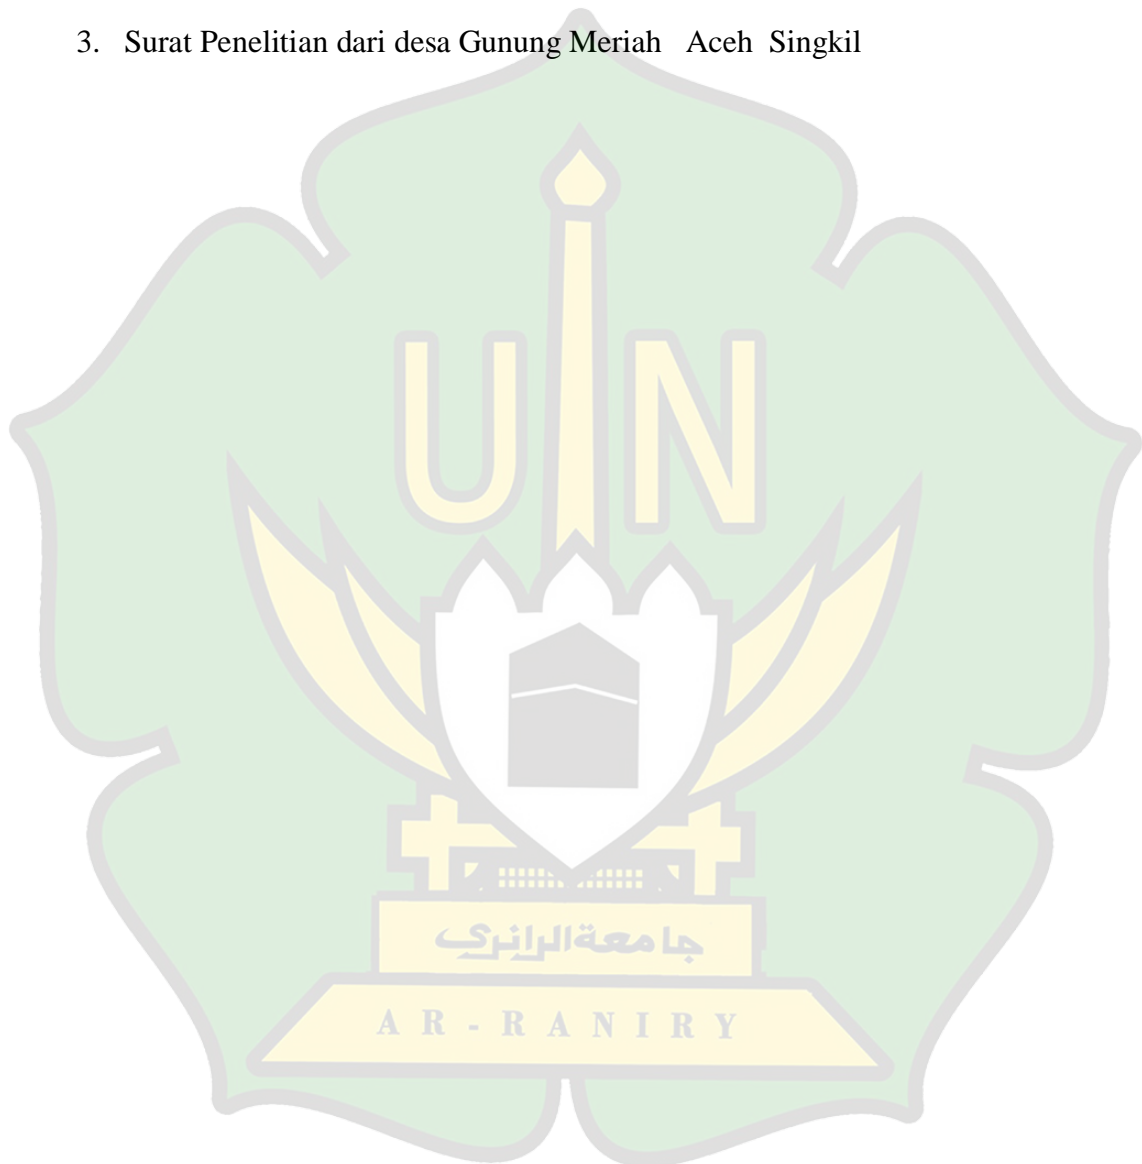 3. Surat Penelitian dari desa Gunung Meriah Aceh Singkil
UIN
جامعةالرانري
AR-RANIRY